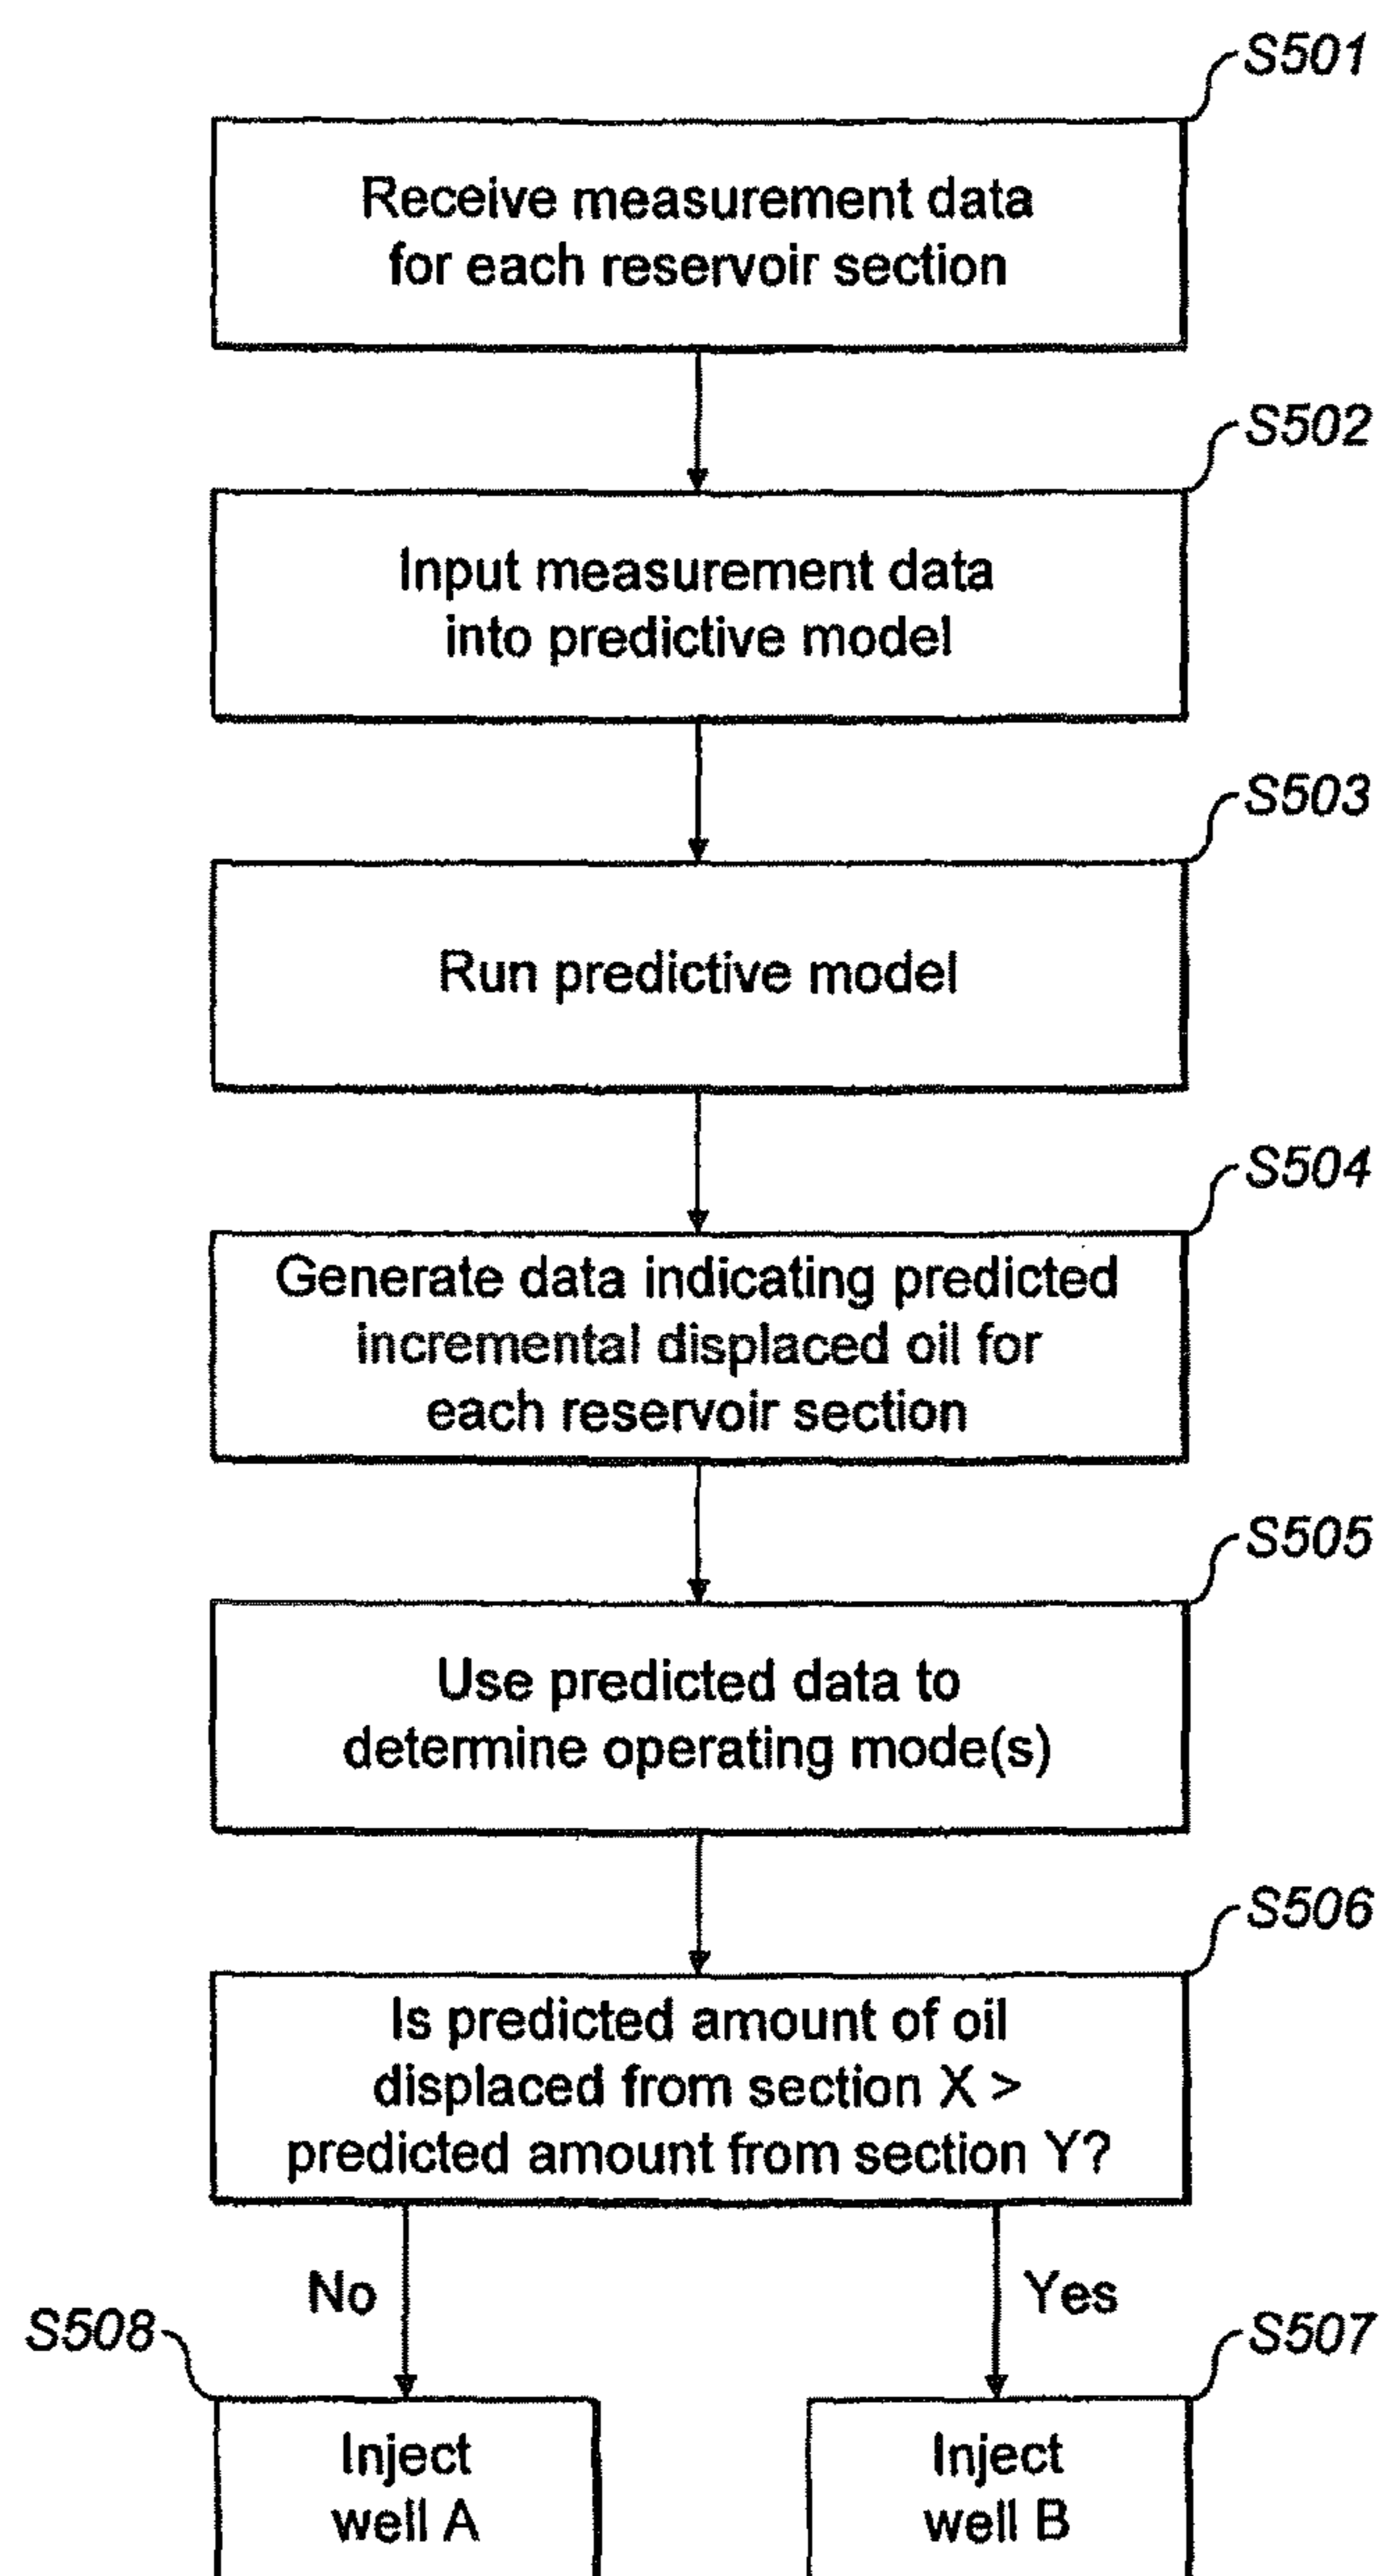 S501
Receive measurement data
for each reservoir section
S502
Input measurement data
into predictive model
S503
Run predictive model
S504
Generate data indicating predicted
incremental displaced oil for
each reservoir section
S505
Use predicted data to
determine operating mode(s)
S506
Is predicted amount of oil
displaced from section X >
predicted amount from section Y?
No
Yes
S508
S507
Inject
well A
Inject
well B